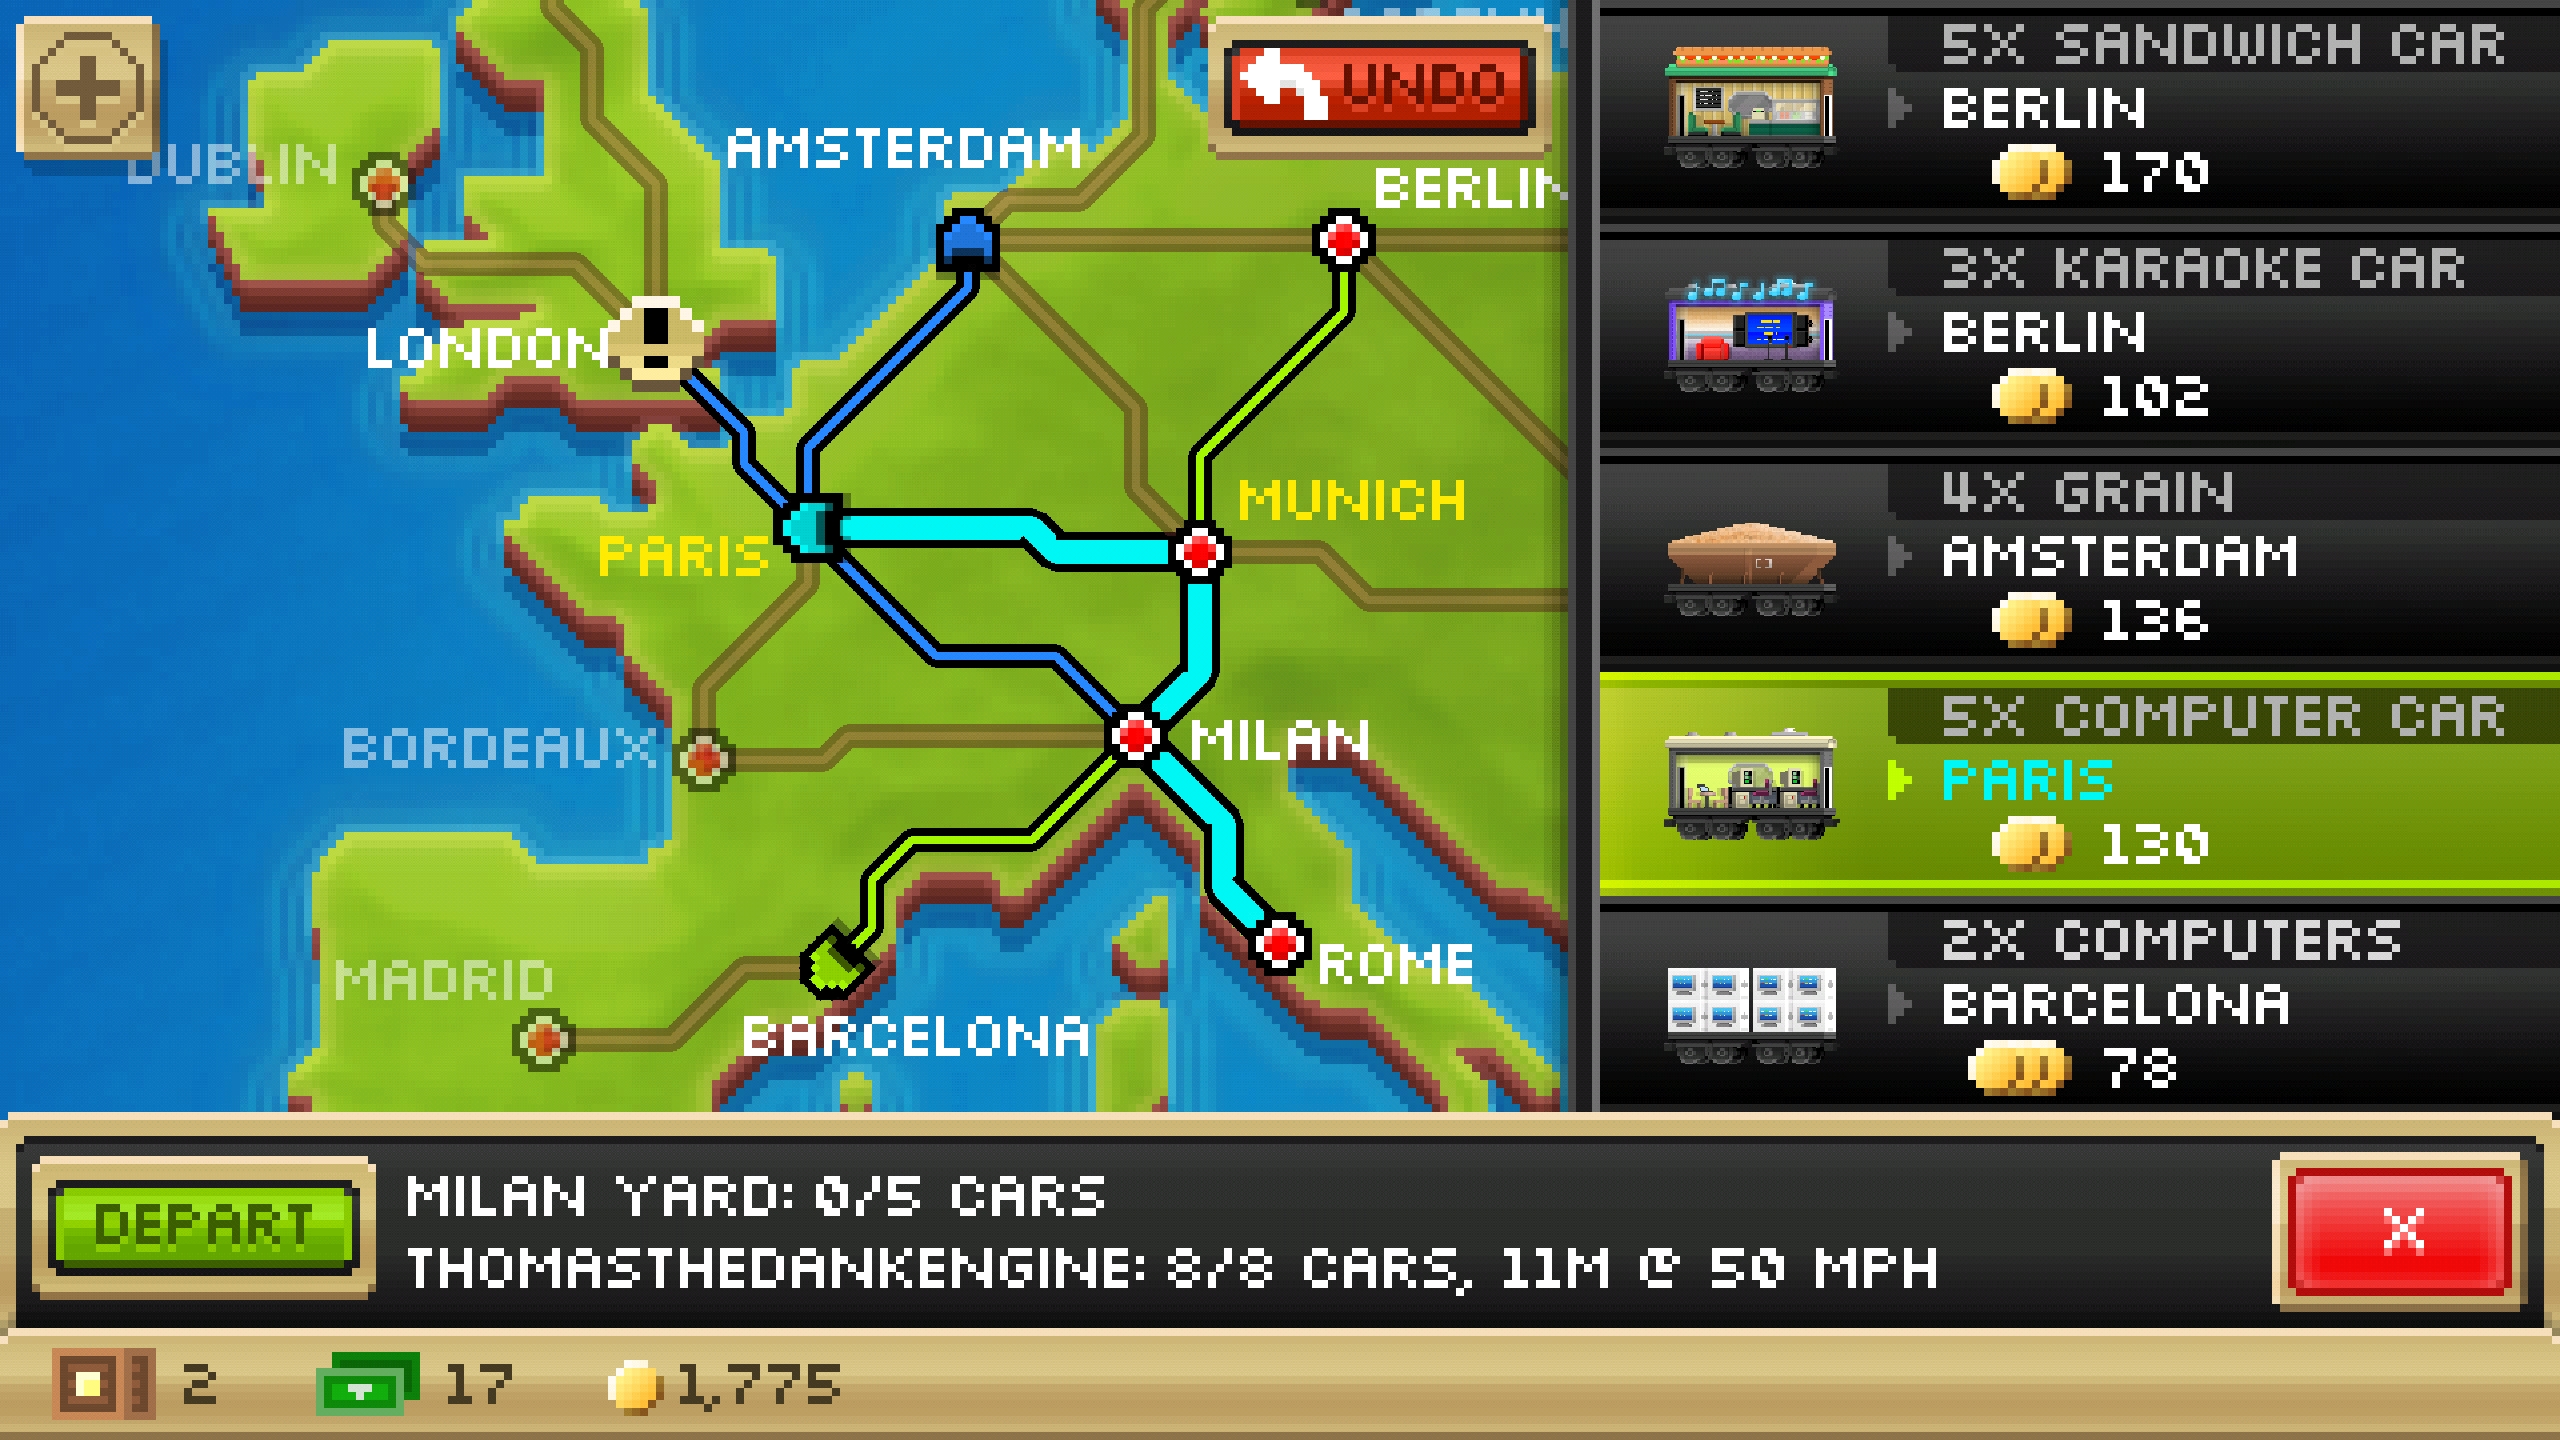 UNDO
AMSTERDAM
DUBLIN
BERLIN
LONDON
MUNICH
PARIS
BORDEAUX
MILAN
MADRID
ROME
BARCELONA
5X SANDWICH CAR
BERLIN
170
3X KARAOKE CAR
BERLIN
102
4X GRAIN
AMSTERDAM
136
5X COMPUTER CAR
PARIS
130
2X COMPUTERS
BARCELONA
78
DEPART
MILAN YARD: 0/5 CARS
THOMASTHEDANKENGINE: 8/8 CARS, 11M @ 50 MPH
X
2
17
1,775